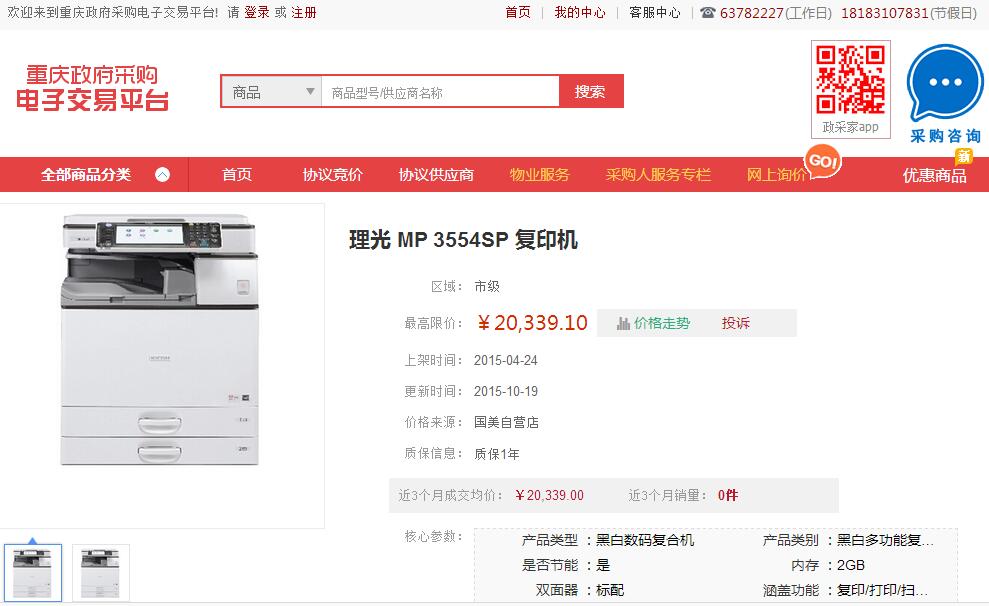 欢迎来到重庆政府采购电子交易平台! 请 登录 或 注册
首页 | 我的中心 | 客服中心 | 63782227(工作日) 18183107831(节假日)
重庆政府采购
电子交易平台
商品 商品型号/供应商名称 搜索
政采家app
采购咨询
全部商品分类 首页 协议竞价 协议供应商 物业服务 采购人服务专栏 网上询价 GO! 优惠商品 新
理光 MP 3554SP 复印机
区域： 市级
最高限价： ￥20,339.10 价格走势 投诉
上架时间： 2015-04-24
更新时间： 2015-10-19
价格来源： 国美自营店
质保信息： 质保1年
近3个月成交均价： ￥20,339.00 近3个月销量： 0件
核心参数：
产品类型 ：黑白数码复合机 产品类别 ：黑白多功能复…
是否节能 ：是 内存 ：2GB
双面器 ：标配 涵盖功能 ：复印/打印/扫…